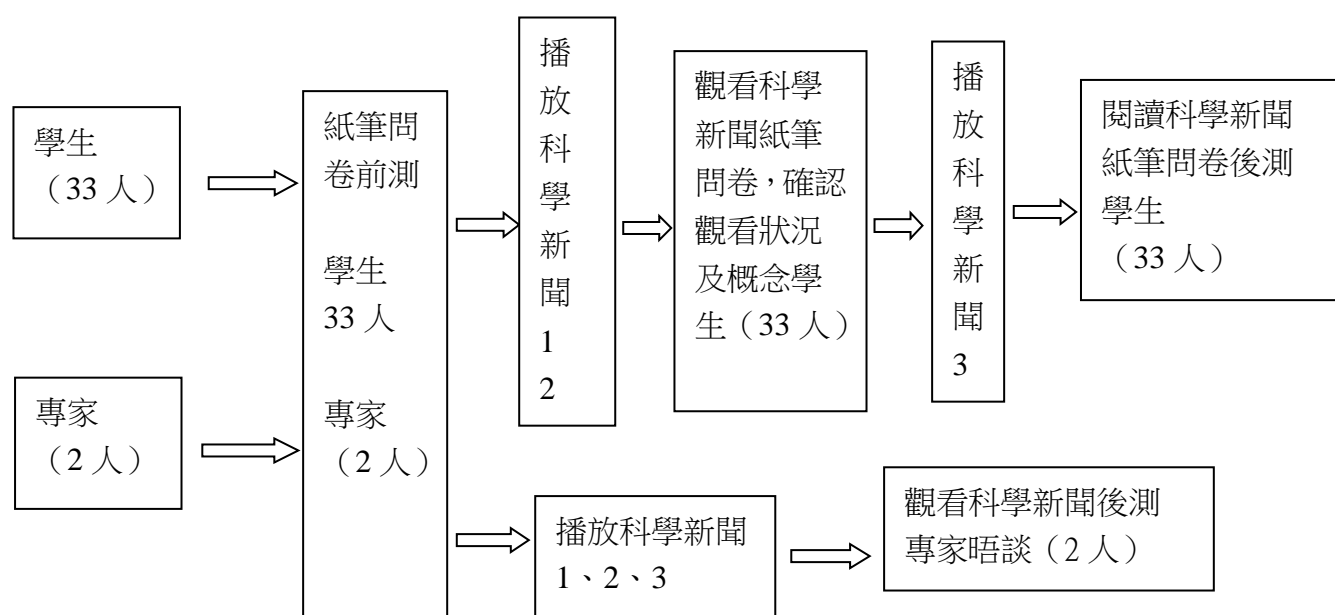 學生
（33 人）
專家
（2 人）
紙筆問
卷前測
學生
33 人
專家
（2 人）
播
放
科
學
新
聞
1
2
觀看科學
新聞紙筆
問卷，確認
觀看狀況
及概念學
生（33 人）
播
放
科
學
新
聞
3
閱讀科學新聞
紙筆問卷後測
學生
（33 人）
播放科學新聞
1、2、3
觀看科學新聞後測
專家晤談（2 人）